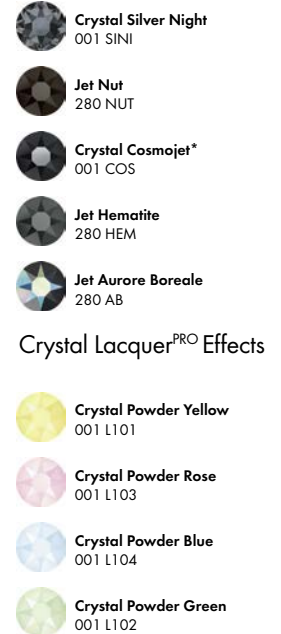 Crystal Silver Night
001 SINI
Jet Nut
280 NUT
Crystal Cosmojet*
001 COS
Jet Hematite
280 HEM
Jet Aurore Boreale
280 AB
Crystal LacquerPRO Effects
Crystal Powder Yellow
001 L101
Crystal Powder Rose
001 L103
Crystal Powder Blue
001 L104
Crystal Powder Green
001 L102